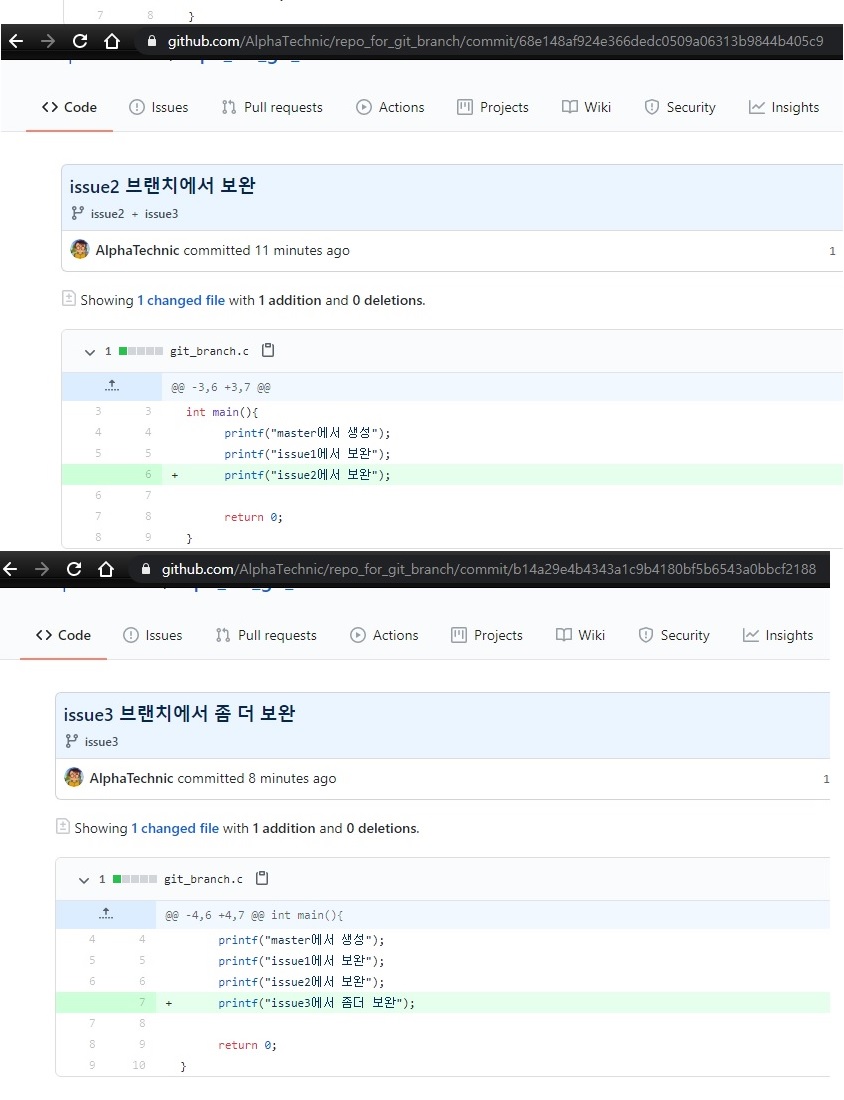 7 8 }
github.com/AlphaTechnic/repo_for_git_branch/commit/68e148af924e366dedc0509a06313b9844b405c9
Code Issues Pull requests Actions Projects Wiki Security Insights
issue2 브랜치에서 보완
issue2 + issue3
AlphaTechnic committed 11 minutes ago 1
Showing 1 changed file with 1 addition and 0 deletions.
1 git_branch.c
@@ -3,6 +3,7 @@
3 3 int main(){
4 4 printf("master에서 생성");
5 5 printf("issue1에서 보완");
6 + printf("issue2에서 보완");
6 7
7 8 return 0;
8 9 }
github.com/AlphaTechnic/repo_for_git_branch/commit/b14a29e4b4343a1c9b4180bf5b6543a0bbcf2188
Code Issues Pull requests Actions Projects Wiki Security Insights
issue3 브랜치에서 좀 더 보완
issue3
AlphaTechnic committed 8 minutes ago 1
Showing 1 changed file with 1 addition and 0 deletions.
1 git_branch.c
@@ -4,6 +4,7 @@ int main(){
4 4 printf("master에서 생성");
5 5 printf("issue1에서 보완");
6 6 printf("issue2에서 보완");
7 + printf("issue3에서 좀더 보완");
7 8
8 9 return 0;
9 10 }